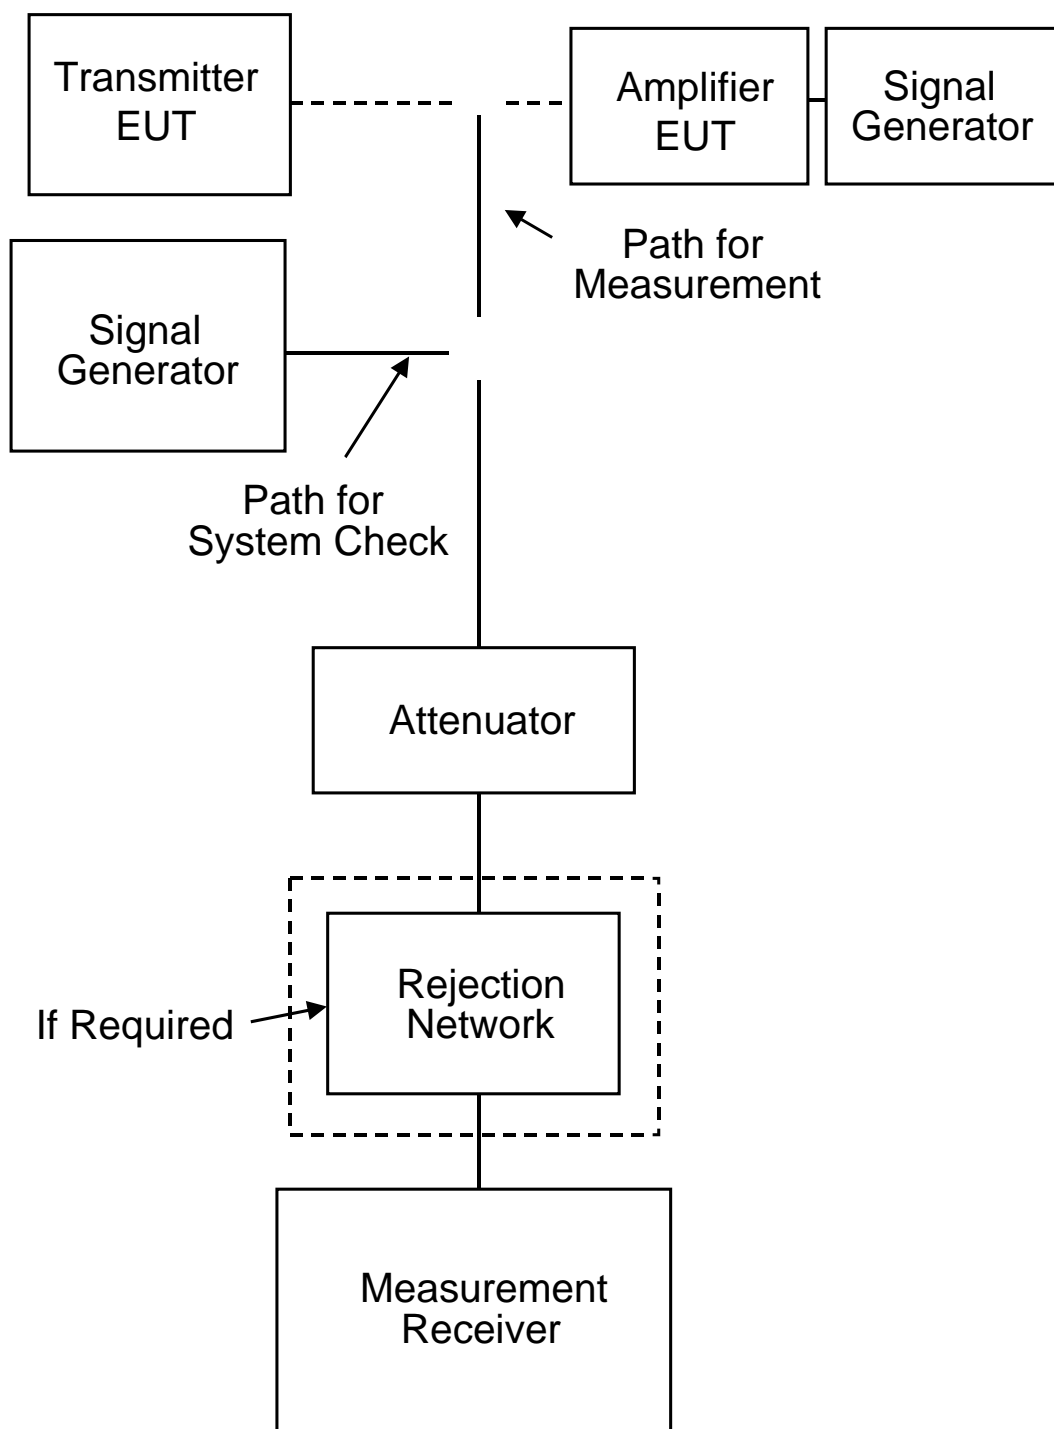 Transmitter
EUT
Amplifier
EUT
Signal
Generator
Path for
Measurement
Signal
Generator
Path for
System Check
Attenuator
Rejection
Network
If Required
Measurement
Receiver